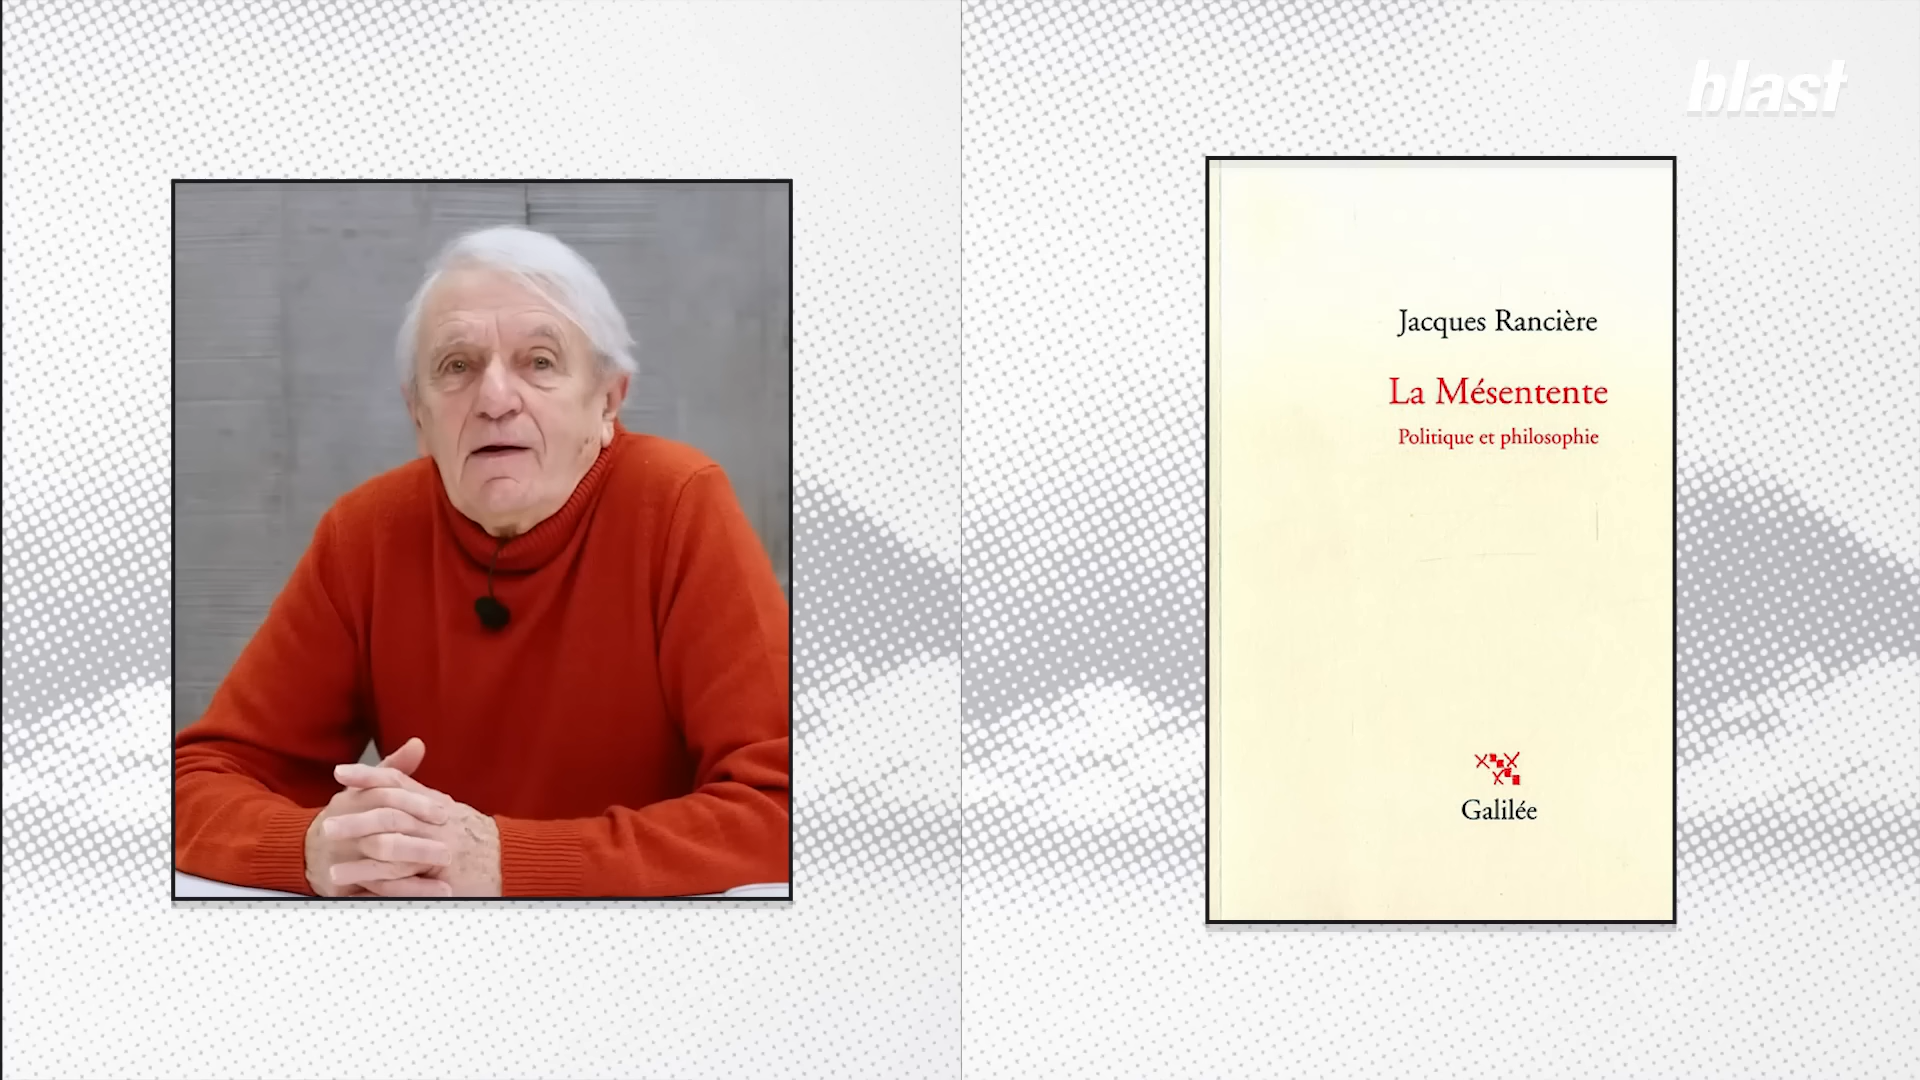 blast
Jacques Rancière
La Mésentente
Politique et philosophie
Galilée